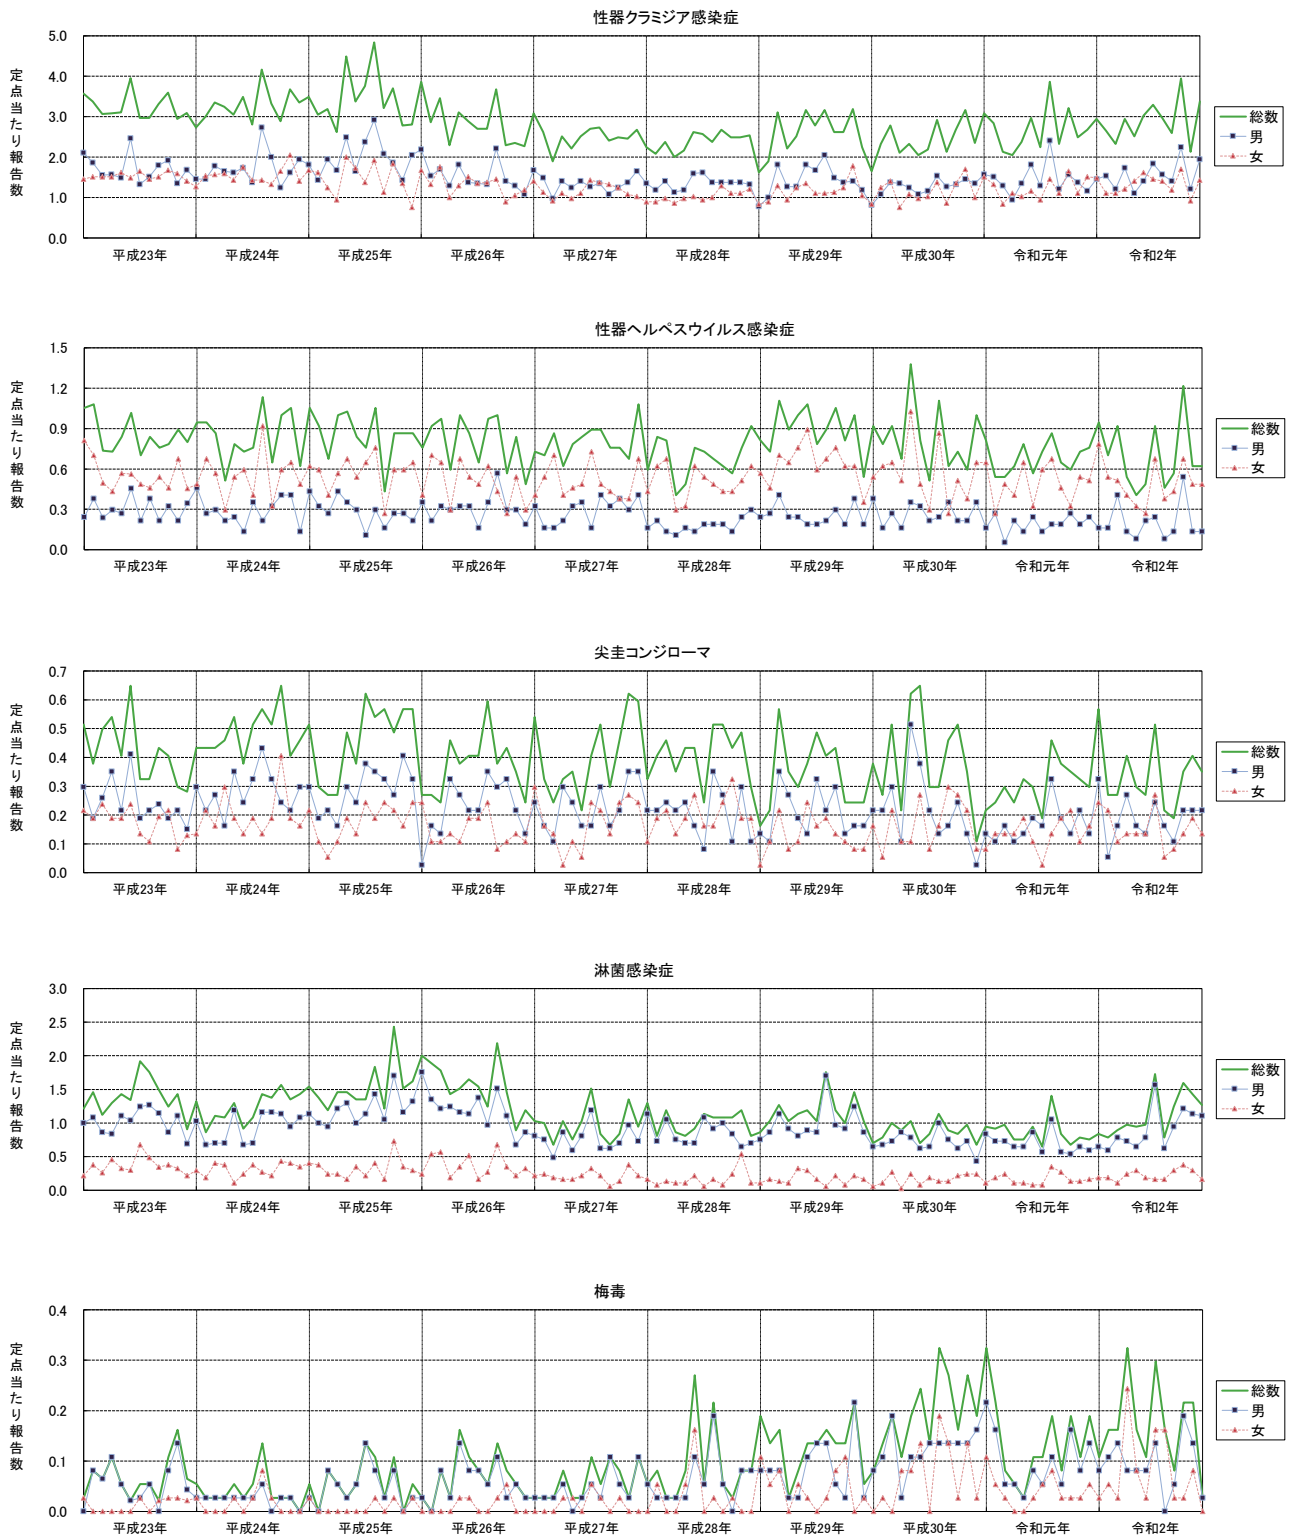 性器クラミジア感染症
定点当たり報告数
5.0
4.0
3.0
2.0
1.0
0.0
平成23年 平成24年 平成25年 平成26年 平成27年 平成28年 平成29年 平成30年 令和元年 令和2年
総数
男
女
性器ヘルペスウイルス感染症
定点当たり報告数
1.5
1.2
0.9
0.6
0.3
0.0
平成23年 平成24年 平成25年 平成26年 平成27年 平成28年 平成29年 平成30年 令和元年 令和2年
総数
男
女
尖圭コンジローマ
定点当たり報告数
0.7
0.6
0.5
0.4
0.3
0.2
0.1
0.0
平成23年 平成24年 平成25年 平成26年 平成27年 平成28年 平成29年 平成30年 令和元年 令和2年
総数
男
女
淋菌感染症
定点当たり報告数
3.0
2.5
2.0
1.5
1.0
0.5
0.0
平成23年 平成24年 平成25年 平成26年 平成27年 平成28年 平成29年 平成30年 令和元年 令和2年
総数
男
女
梅毒
定点当たり報告数
0.4
0.3
0.2
0.1
0.0
平成23年 平成24年 平成25年 平成26年 平成27年 平成28年 平成29年 平成30年 令和元年 令和2年
総数
男
女